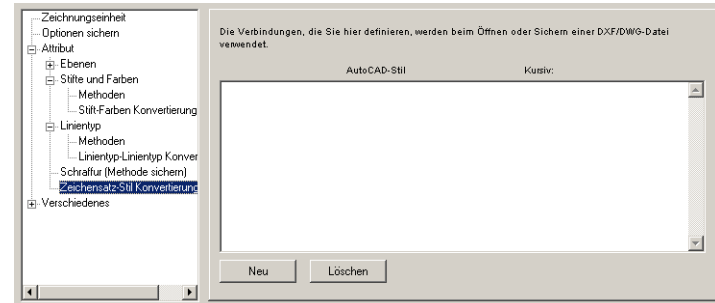 Zeichnungseinheit
Optionen sichern
Attribut
Ebenen
Stifte und Farben
Methoden
Stift-Farben Konvertierung
Linientyp
Methoden
Linientyp-Linientyp Konver
Schraffur (Methode sichern)
Zeichensatz-Stil Konvertierung
Verschiedenes
Die Verbindungen, die Sie hier definieren, werden beim Öffnen oder Sichern einer DXF/DWG-Datei
verwendet.
AutoCAD-Stil Kursiv:
Neu Löschen